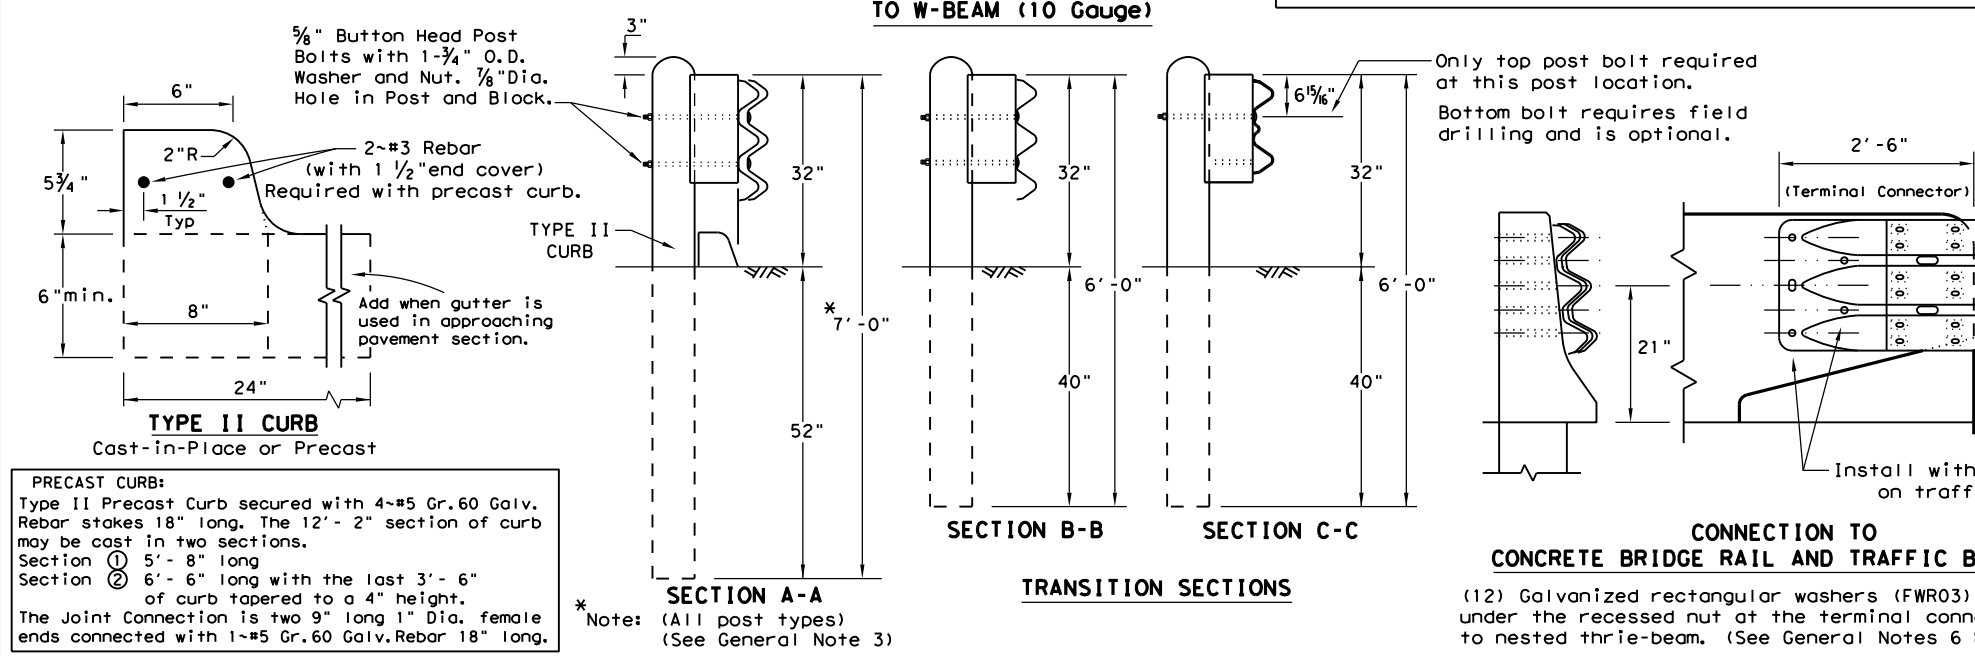 TO W-BEAM (10 Gauge)
5/8" Button Head Post
Bolts with 1-3/4" O.D.
Washer and Nut. 7/8"Dia.
Hole in Post and Block.
6"
2"R
5 3/4"
2~#3 Rebar
(with 1 1/2"end cover)
Required with precast curb.
1 1/2"
Typ
6"min.
8"
Add when gutter is
used in approaching
pavement section.
24"
TYPE II CURB
Cast-in-Place or Precast
PRECAST CURB:
Type II Precast Curb secured with 4~#5 Gr.60 Galv.
Rebar stakes 18" long. The 12'- 2" section of curb
may be cast in two sections.
Section ① 5'- 8" long
Section ② 6'- 6" long with the last 3'- 6"
of curb tapered to a 4" height.
The Joint Connection is two 9" long 1" Dia. female
ends connected with 1~#5 Gr.60 Galv.Rebar 18" long.
3"
TYPE II
CURB
32"
*
7'-0"
52"
SECTION A-A
*Note: (All post types)
(See General Note 3)
32"
6'-0"
40"
SECTION B-B
6 15/16"
32"
6'-0"
40"
SECTION C-C
TRANSITION SECTIONS
Only top post bolt required
at this post location.
Bottom bolt requires field
drilling and is optional.
2'-6"
(Terminal Connector)
21"
Install with
on traff
CONNECTION TO
CONCRETE BRIDGE RAIL AND TRAFFIC B
(12) Galvanized rectangular washers (FWR03)
under the recessed nut at the terminal conn
to nested thrie-beam. (See General Notes 6